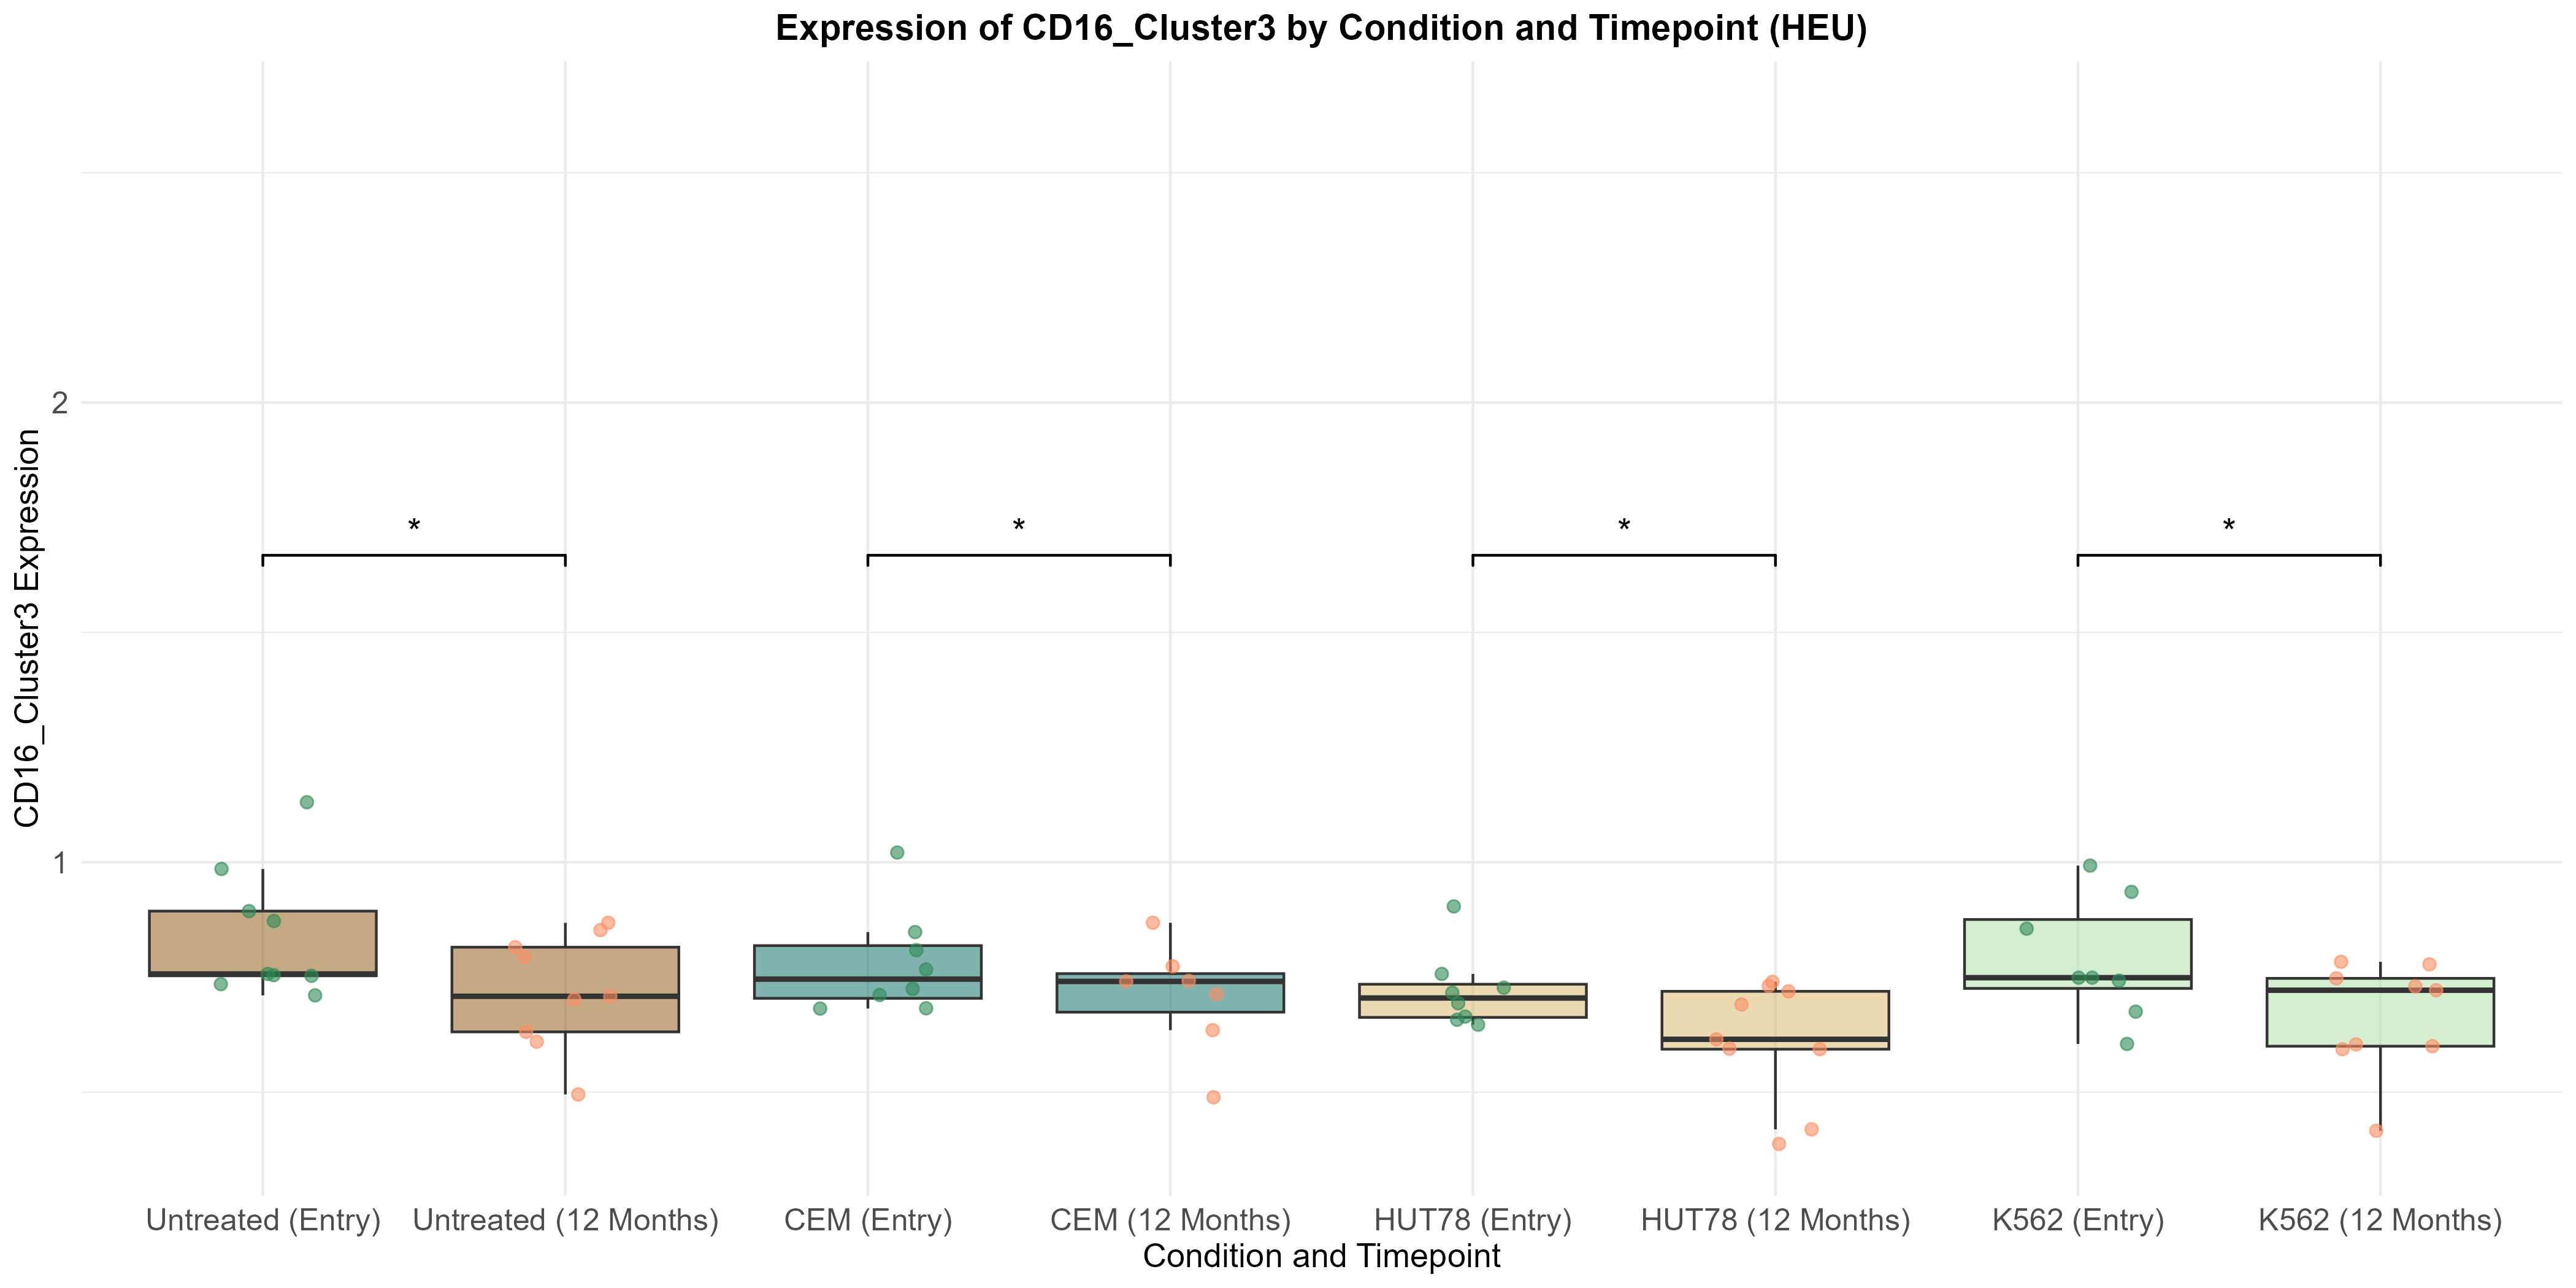 Expression of CD16_Cluster3 by Condition and Timepoint (HEU)
CD16_Cluster3 Expression
2
1
*
*
*
*
Untreated (Entry)
Untreated (12 Months)
CEM (Entry)
CEM (12 Months)
HUT78 (Entry)
HUT78 (12 Months)
K562 (Entry)
K562 (12 Months)
Condition and Timepoint